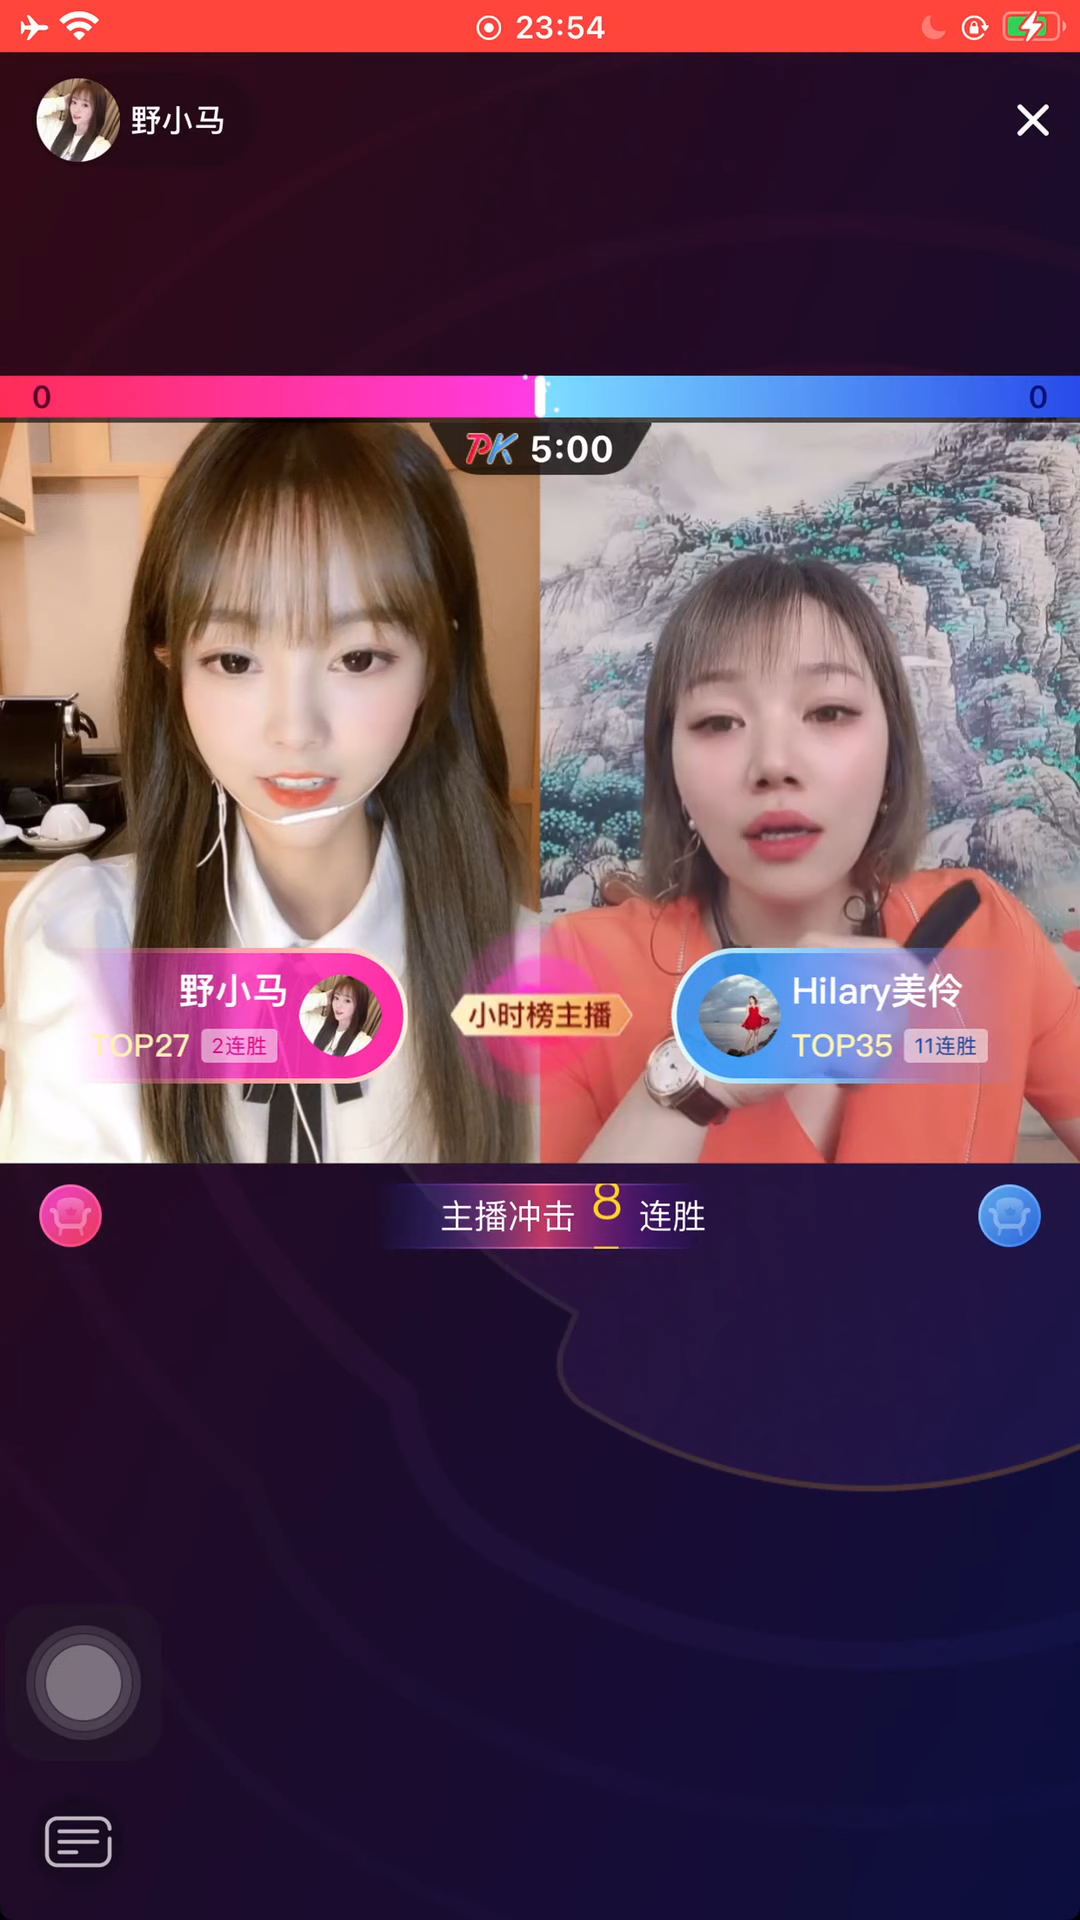 23:54
野小马
0
0
PK 5:00
野小马
TOP27 2连胜
小时榜主播
Hilary美伶
TOP35 11连胜
主播冲击 8 连胜